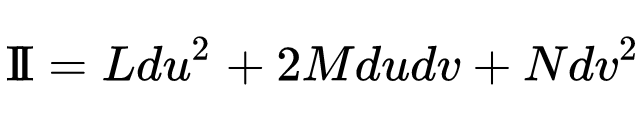 𝕀𝕀 = Ldu² + 2Mdudv + Ndv²